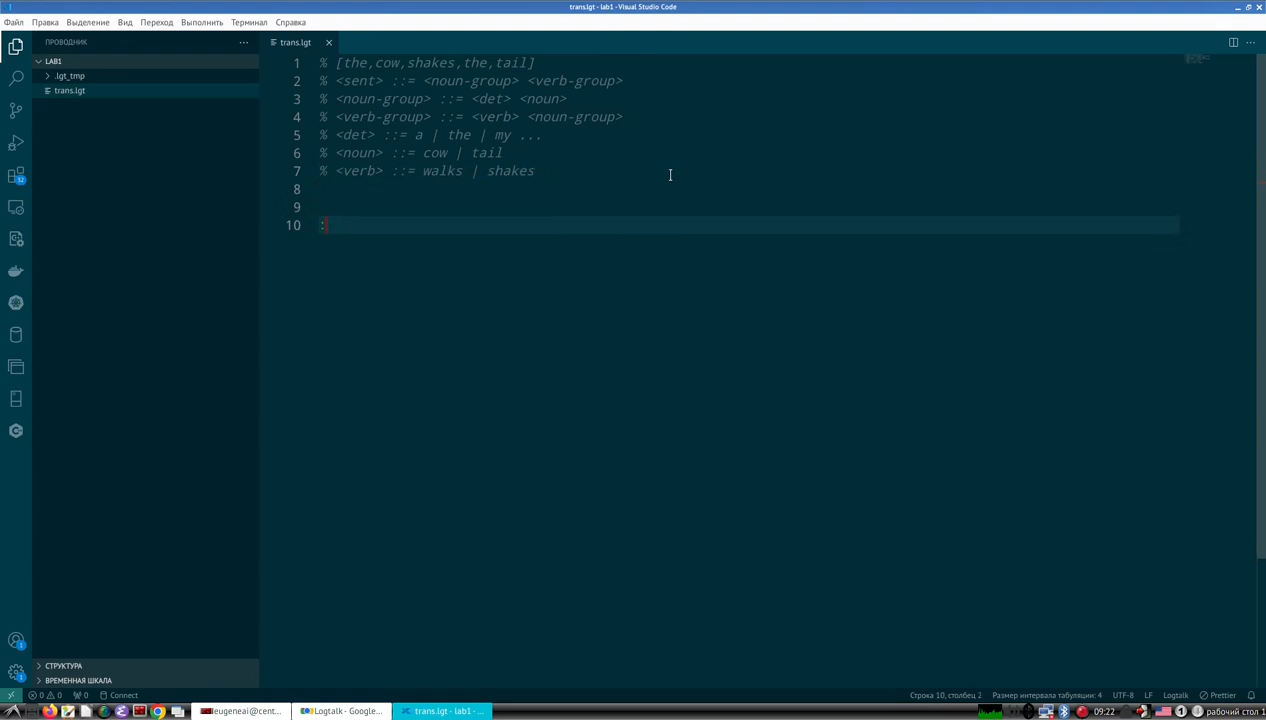 trans.lgt - lab1 - Visual Studio Code
Файл Правка Выделение Вид Переход Выполнить Терминал Справка
ПРОВОДНИК
trans.lgt
LAB1
.lgt_tmp
trans.lgt
1 % [the,cow,shakes,the,tail]
2 % <sent> ::= <noun-group> <verb-group>
3 % <noun-group> ::= <det> <noun>
4 % <verb-group> ::= <verb> <noun-group>
5 % <det> ::= a | the | my ...
6 % <noun> ::= cow | tail
7 % <verb> ::= walks | shakes
8
9
10 :
СТРУКТУРА
ВРЕМЕННАЯ ШКАЛА
0 0 0 Connect
Строка 10, столбец 2 Размер интервала табуляции: 4 UTF-8 LF Logtalk Prettier
eugeneai@cent... Logtalk - Google... trans.lgt - lab1 - ... 09:22 рабочий стол 1